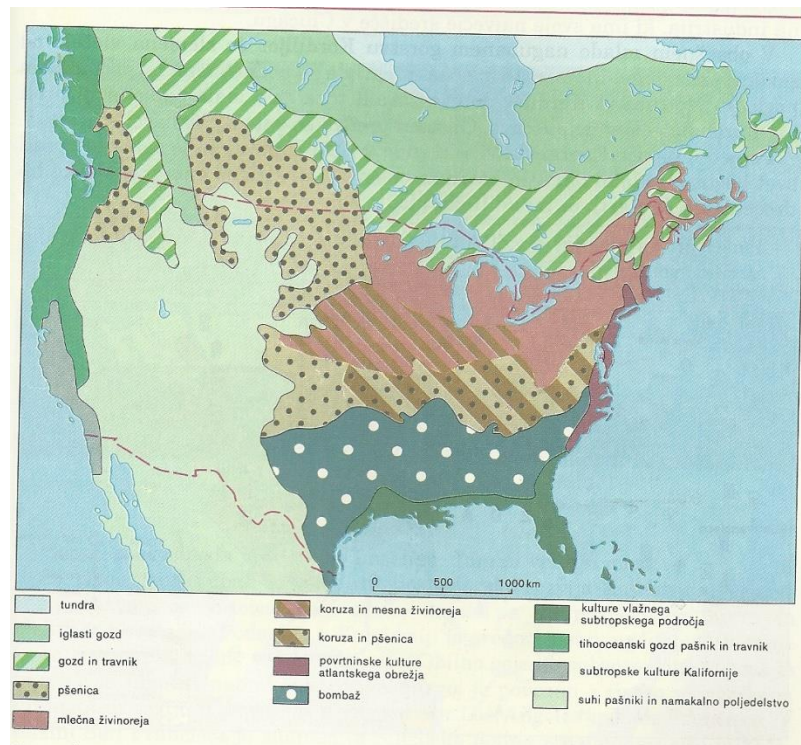 0 500 1000 km
tundra
iglasti gozd
gozd in travnik
pšenica
mlečna živinoreja
koruza in mesna živinoreja
koruza in pšenica
povrtninske kulture
atlantskega obrežja
bombaž
kulture vlažnega
subtropskega področja
tihooceanski gozd pašnik in travnik
subtropske kulture Kalifornije
suhi pašniki in namakalno poljedelstvo